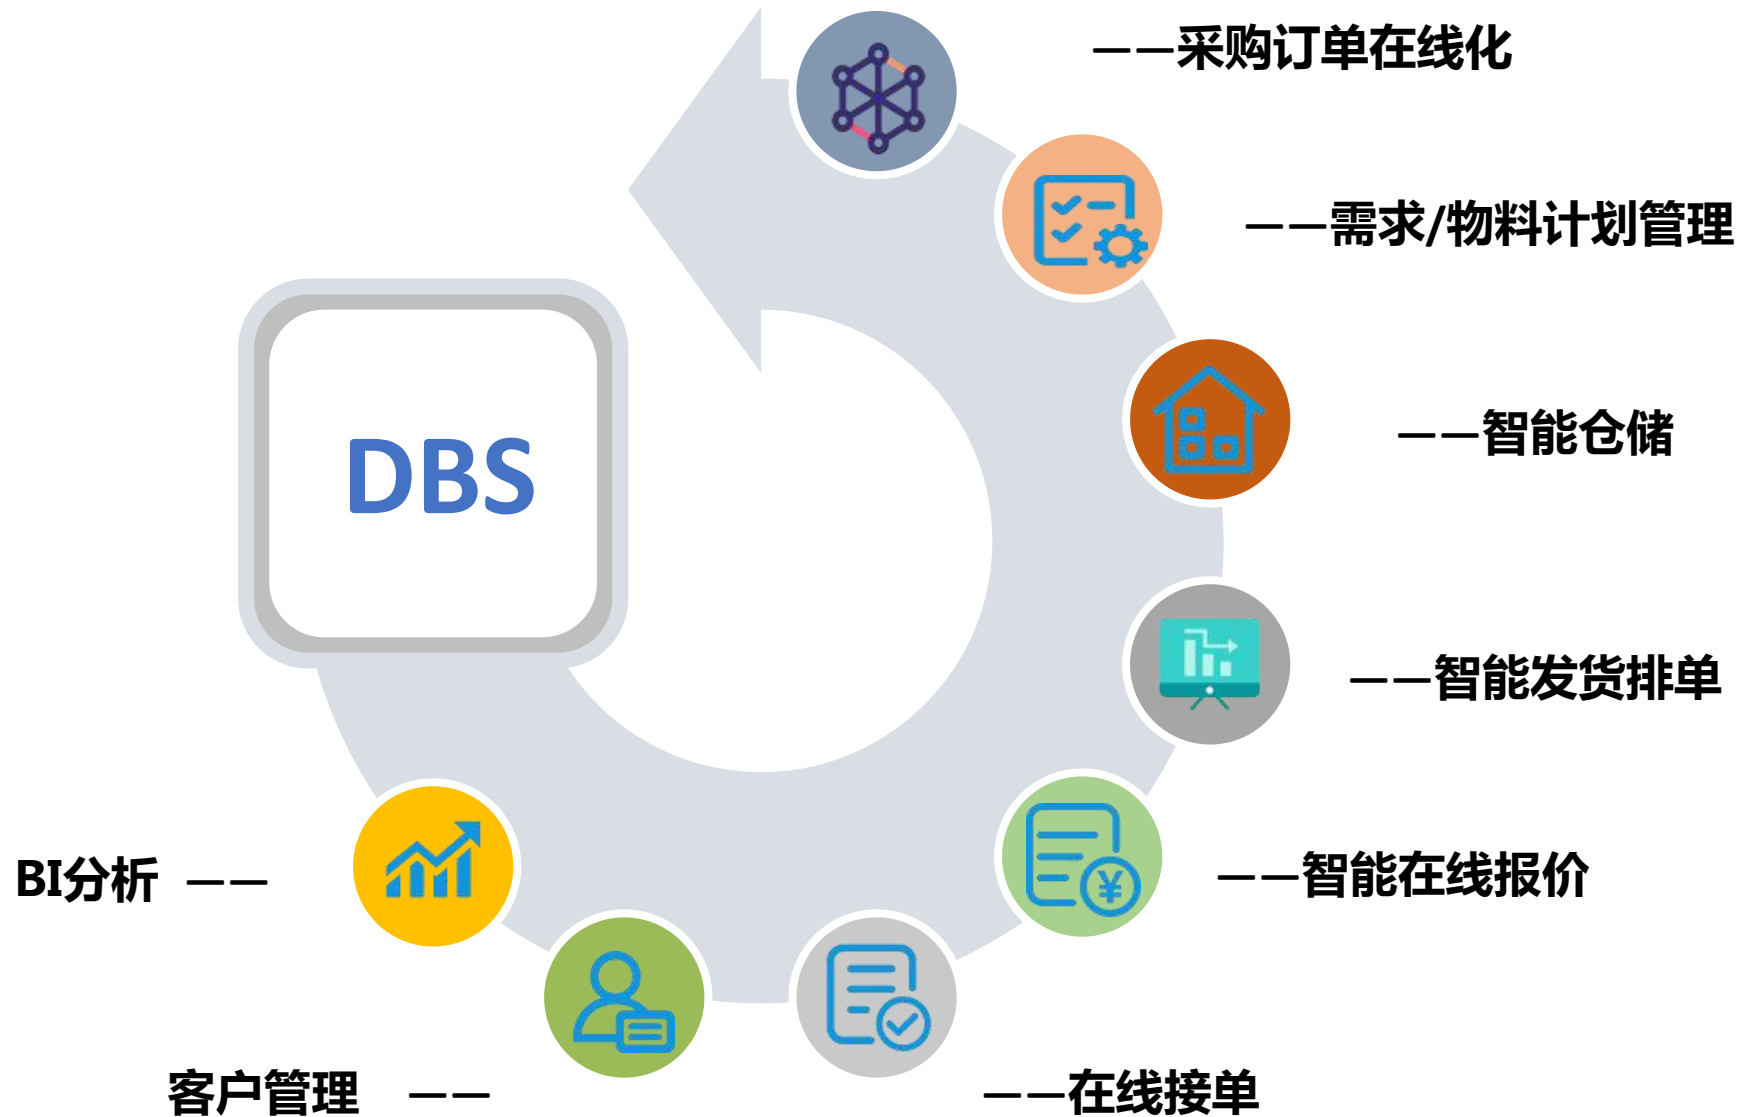 ——采购订单在线化
——需求/物料计划管理
——智能仓储
DBS
——智能发货排单
——智能在线报价
BI分析 ——
客户管理 ——
——在线接单